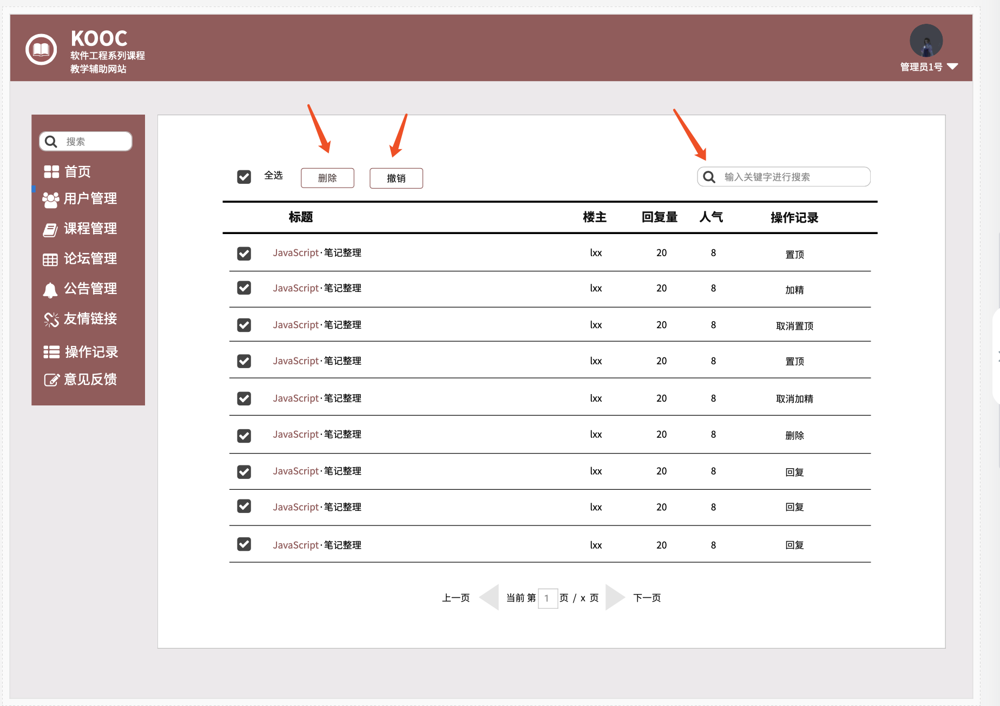 KOOC
软件工程系列课程
教学辅助网站
管理员1号
搜索
首页
用户管理
课程管理
论坛管理
公告管理
友情链接
操作记录
意见反馈
全选 删除 撤销 输入关键字进行搜索
标题 楼主 回复量 人气 操作记录
JavaScript·笔记整理 lxx 20 8 置顶
JavaScript·笔记整理 lxx 20 8 加精
JavaScript·笔记整理 lxx 20 8 取消置顶
JavaScript·笔记整理 lxx 20 8 置顶
JavaScript·笔记整理 lxx 20 8 取消加精
JavaScript·笔记整理 lxx 20 8 删除
JavaScript·笔记整理 lxx 20 8 回复
JavaScript·笔记整理 lxx 20 8 回复
JavaScript·笔记整理 lxx 20 8 回复
上一页 当前 第 1 页 / x 页 下一页